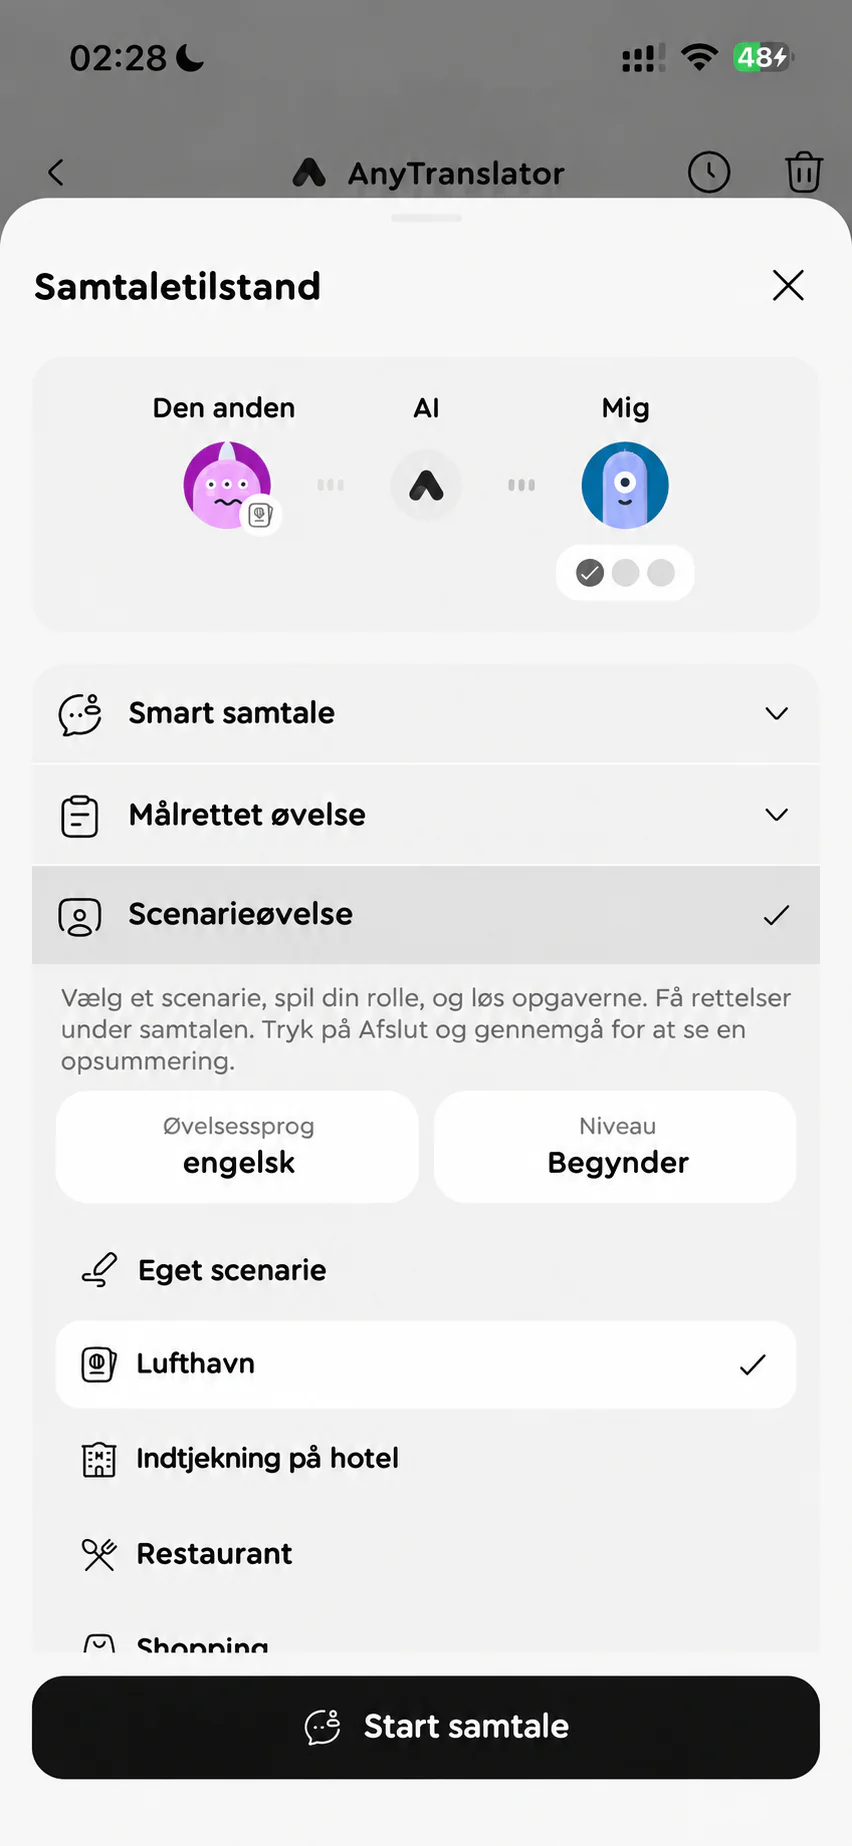 02:28
48
AnyTranslator
Samtaletilstand
Den anden
AI
Mig
Smart samtale
Målrettet øvelse
Scenarieøvelse
Vælg et scenarie, spil din rolle, og løs opgaverne. Få rettelser
under samtalen. Tryk på Afslut og gennemgå for at se en
opsummering.
Øvelsessprog
engelsk
Niveau
Begynder
Eget scenarie
Lufthavn
Indtjekning på hotel
Restaurant
Shopping
Start samtale